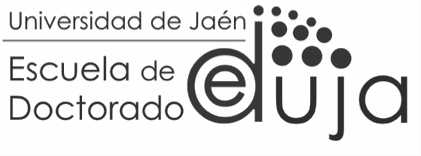 Universidad de Jaén
Escuela de
Doctorado
eduja